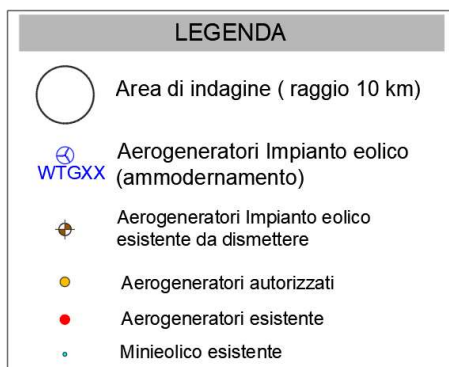 LEGENDA
Area di indagine ( raggio 10 km)
WTGXX
Aerogeneratori Impianto eolico
(ammodernamento)
Aerogeneratori Impianto eolico
esistente da dismettere
Aerogeneratori autorizzati
Aerogeneratori esistente
Minieolico esistente